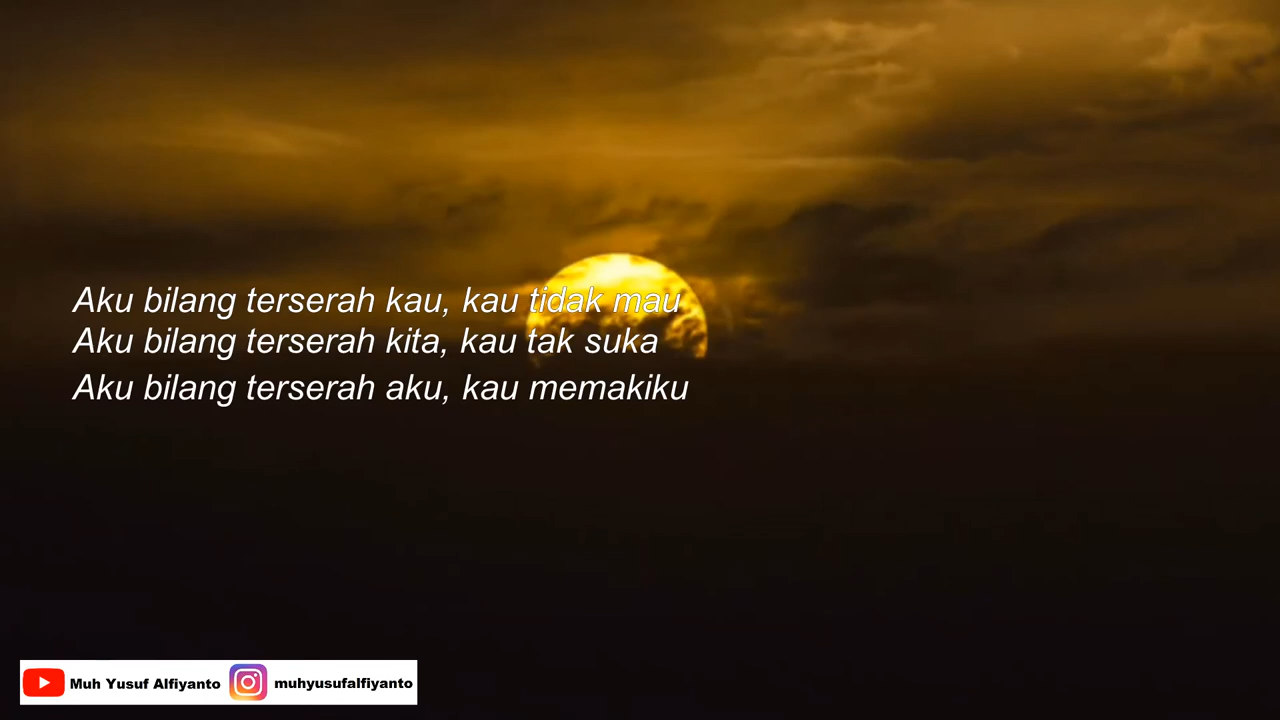 Aku bilang terserah kau, kau tidak mau
Aku bilang terserah kita, kau tak suka
Aku bilang terserah aku, kau memakiku
Muh Yusuf Alfiyanto muhyusufalfiyanto